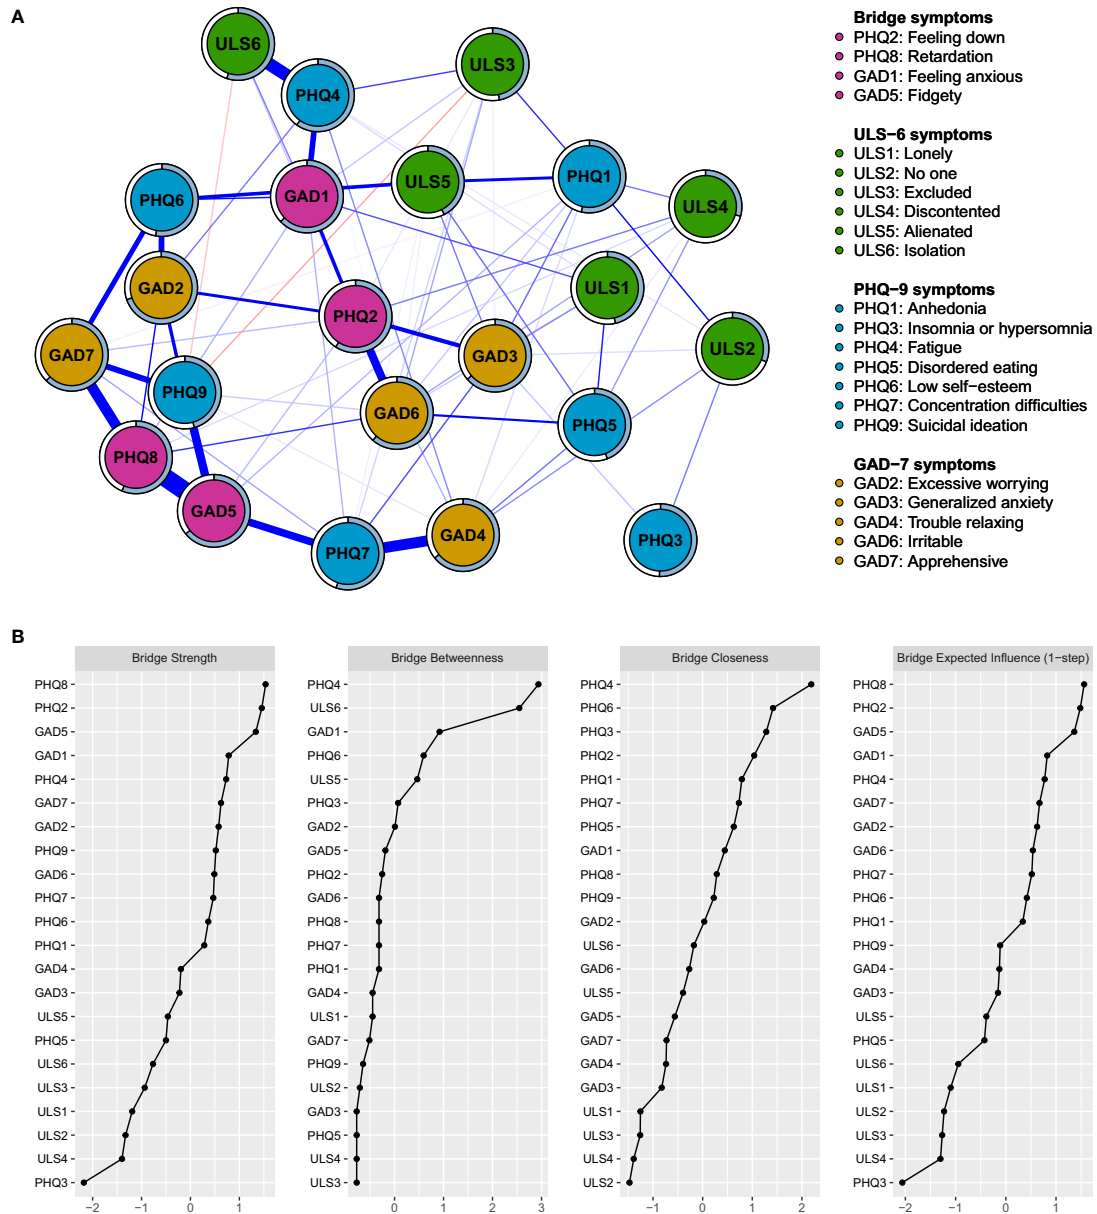 A
ULS6
PHQ4
ULS3
PHQ6
GAD1
ULS5
PHQ1
ULS4
GAD2
PHQ2
ULS1
GAD7
GAD3
ULS2
PHQ9
GAD6
PHQ5
PHQ8
GAD5
PHQ7
GAD4
PHQ3
Bridge symptoms
PHQ2: Feeling down
PHQ8: Retardation
GAD1: Feeling anxious
GAD5: Fidgety
ULS−6 symptoms
ULS1: Lonely
ULS2: No one
ULS3: Excluded
ULS4: Discontented
ULS5: Alienated
ULS6: Isolation
PHQ−9 symptoms
PHQ1: Anhedonia
PHQ3: Insomnia or hypersomnia
PHQ4: Fatigue
PHQ5: Disordered eating
PHQ6: Low self−esteem
PHQ7: Concentration difficulties
PHQ9: Suicidal ideation
GAD−7 symptoms
GAD2: Excessive worrying
GAD3: Generalized anxiety
GAD4: Trouble relaxing
GAD6: Irritable
GAD7: Apprehensive
B
Bridge Strength
PHQ8
PHQ2
GAD5
GAD1
PHQ4
GAD7
GAD2
PHQ9
GAD6
PHQ7
PHQ6
PHQ1
GAD4
GAD3
ULS5
PHQ5
ULS6
ULS3
ULS1
ULS2
ULS4
PHQ3
−2 −1 0 1
Bridge Betweenness
PHQ4
ULS6
GAD1
PHQ6
ULS5
PHQ3
GAD2
GAD5
PHQ2
GAD6
PHQ8
PHQ7
PHQ1
GAD4
ULS1
GAD7
PHQ9
ULS2
GAD3
PHQ5
ULS4
ULS3
0 1 2 3
Bridge Closeness
PHQ4
PHQ6
PHQ3
PHQ2
PHQ1
PHQ7
PHQ5
GAD1
PHQ8
PHQ9
GAD2
ULS6
GAD6
ULS5
GAD5
GAD7
GAD4
GAD3
ULS1
ULS3
ULS4
ULS2
−1 0 1 2
Bridge Expected Influence (1−step)
PHQ8
PHQ2
GAD5
GAD1
PHQ4
GAD7
GAD2
GAD6
PHQ7
PHQ6
PHQ1
PHQ9
GAD4
GAD3
ULS5
PHQ5
ULS6
ULS1
ULS2
ULS3
ULS4
PHQ3
−2 −1 0 1